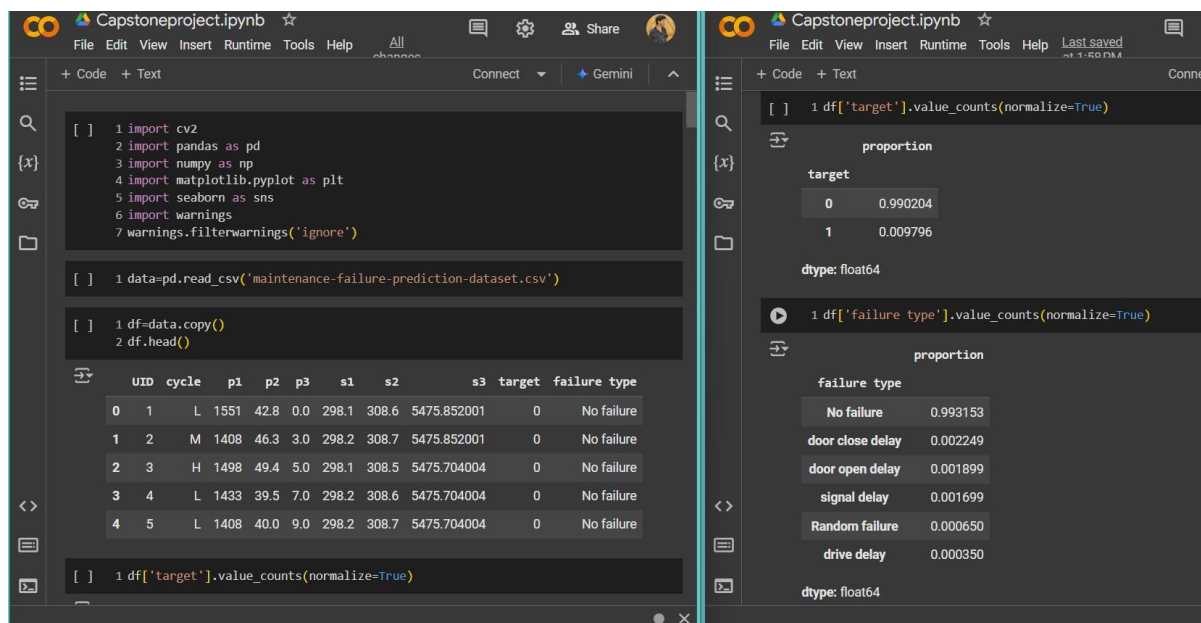 Capstoneproject.ipynb
File Edit View Insert Runtime Tools Help All changes
Share
+ Code + Text
Connect
Gemini
[ ] 1 import cv2
2 import pandas as pd
3 import numpy as np
4 import matplotlib.pyplot as plt
5 import seaborn as sns
6 import warnings
7 warnings.filterwarnings('ignore')
[ ] 1 data=pd.read_csv('maintenance-failure-prediction-dataset.csv')
[ ] 1 df=data.copy()
2 df.head()
UID cycle p1 p2 p3 s1 s2 s3 target failure type
0 1 L 1551 42.8 0.0 298.1 308.6 5475.852001 0 No failure
1 2 M 1408 46.3 3.0 298.2 308.7 5475.852001 0 No failure
2 3 H 1498 49.4 5.0 298.1 308.5 5475.704004 0 No failure
3 4 L 1433 39.5 7.0 298.2 308.6 5475.704004 0 No failure
4 5 L 1408 40.0 9.0 298.2 308.7 5475.704004 0 No failure
[ ] 1 df['target'].value_counts(normalize=True)
Capstoneproject.ipynb
File Edit View Insert Runtime Tools Help Last saved at 1:58 PM
+ Code + Text
Conne
[ ] 1 df['target'].value_counts(normalize=True)
proportion
target
0 0.990204
1 0.009796
dtype: float64
1 df['failure type'].value_counts(normalize=True)
proportion
failure type
No failure 0.993153
door close delay 0.002249
door open delay 0.001899
signal delay 0.001699
Random failure 0.000650
drive delay 0.000350
dtype: float64